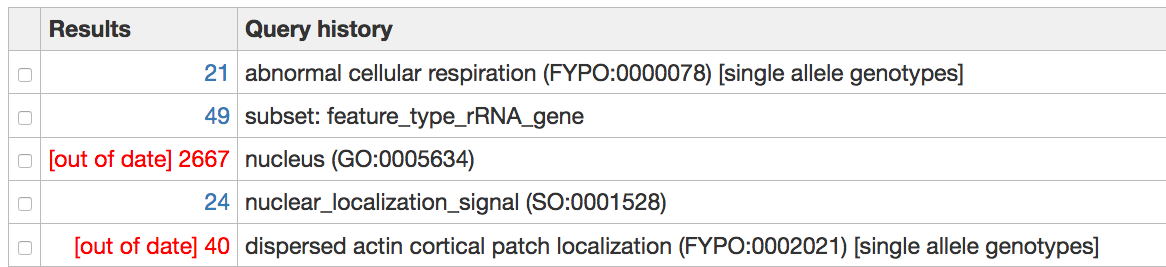 Results Query history
21 abnormal cellular respiration (FYPO:0000078) [single allele genotypes]
49 subset: feature_type_rRNA_gene
[out of date] 2667 nucleus (GO:0005634)
24 nuclear_localization_signal (SO:0001528)
[out of date] 40 dispersed actin cortical patch localization (FYPO:0002021) [single allele genotypes]